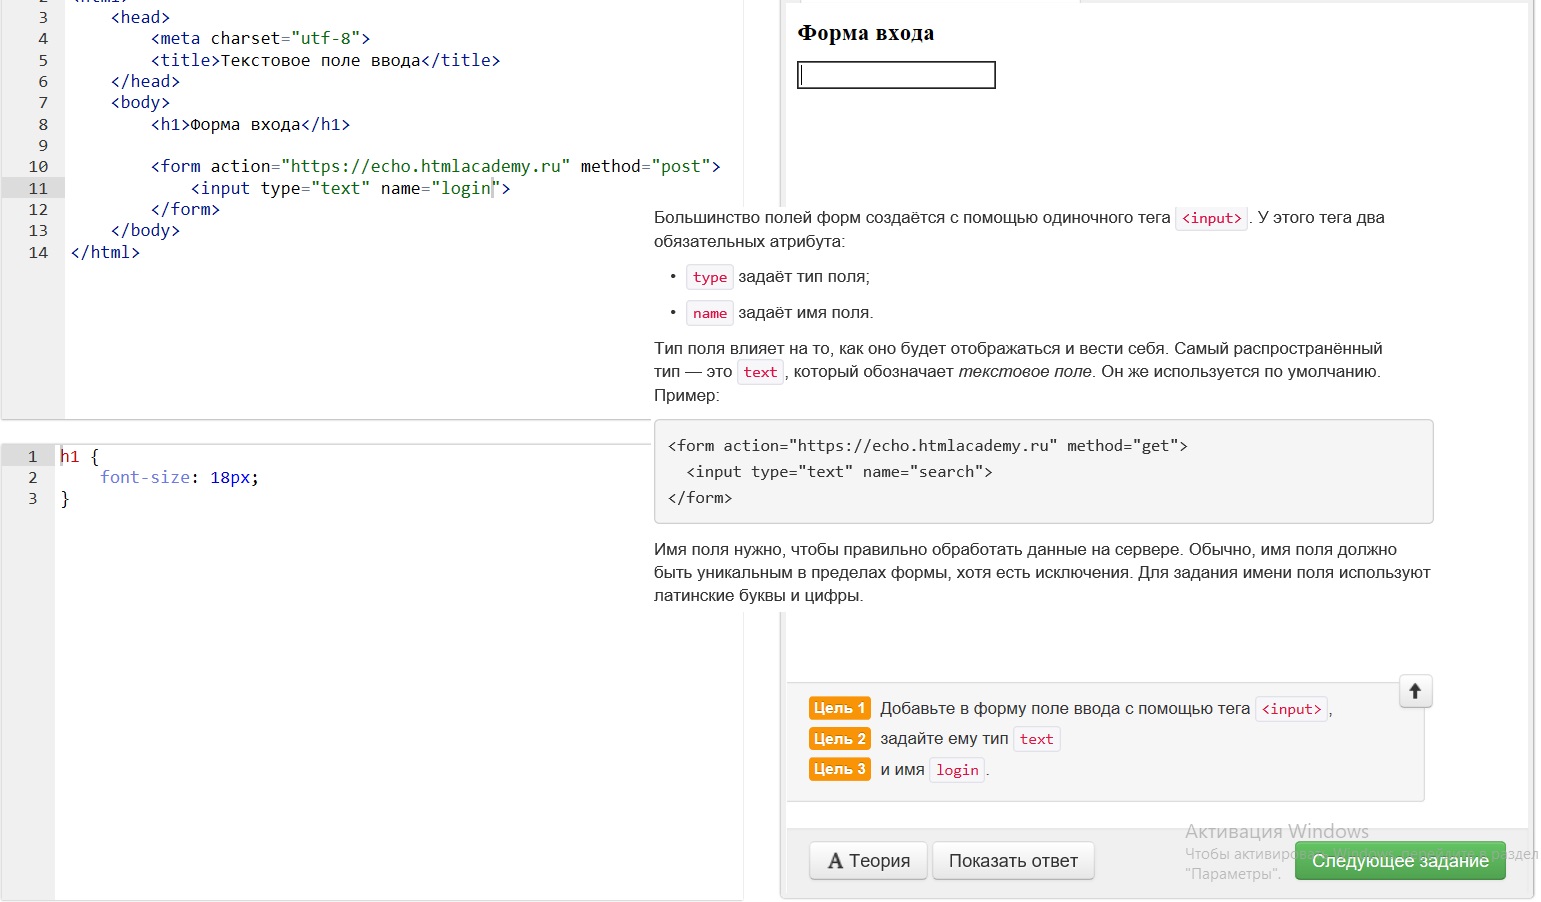 3 <head>
4 <meta charset="utf-8">
5 <title>Текстовое поле ввода</title>
6 </head>
7 <body>
8 <h1>Форма входа</h1>
9
10 <form action="https://echo.htmlacademy.ru" method="post">
11 <input type="text" name="login">
12 </form>
13 </body>
14 </html>
1 h1 {
2 font-size: 18px;
3 }
Форма входа
Большинство полей форм создаётся с помощью одиночного тега <input>. У этого тега два
обязательных атрибута:
• type задаёт тип поля;
• name задаёт имя поля.
Тип поля влияет на то, как оно будет отображаться и вести себя. Самый распространённый
тип — это text, который обозначает текстовое поле. Он же используется по умолчанию.
Пример:
<form action="https://echo.htmlacademy.ru" method="get">
<input type="text" name="search">
</form>
Имя поля нужно, чтобы правильно обработать данные на сервере. Обычно, имя поля должно
быть уникальным в пределах формы, хотя есть исключения. Для задания имени поля используют
латинские буквы и цифры.
Цель 1 Добавьте в форму поле ввода с помощью тега <input>,
Цель 2 задайте ему тип text
Цель 3 и имя login.
A Теория
Показать ответ
Следующее задание
Активация Windows
Чтобы активировать Windows, перейдите в раздел
"Параметры".